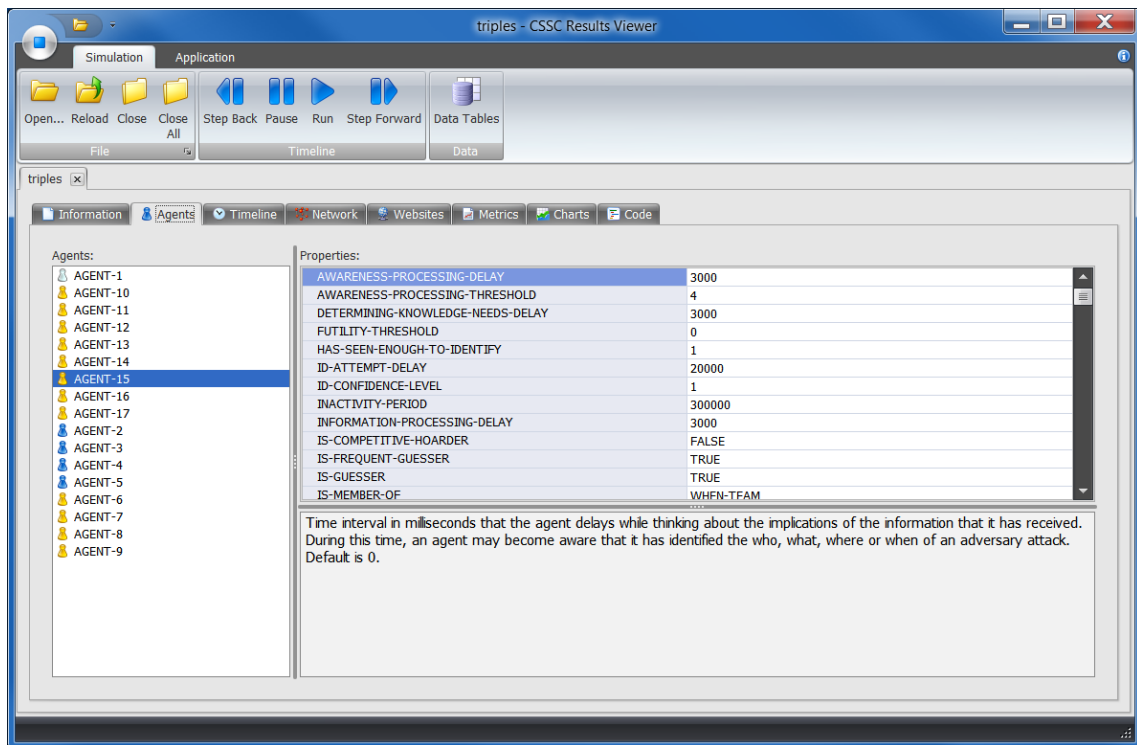 triples - CSSC Results Viewer
Simulation Application
Open... Reload Close Close All
Step Back Pause Run Step Forward Data Tables
File Timeline Data
triples
Information Agents Timeline Network Websites Metrics Charts Code
Agents:
AGENT-1
AGENT-10
AGENT-11
AGENT-12
AGENT-13
AGENT-14
AGENT-15
AGENT-16
AGENT-17
AGENT-2
AGENT-3
AGENT-4
AGENT-5
AGENT-6
AGENT-7
AGENT-8
AGENT-9
Properties:
AWARENESS-PROCESSING-DELAY 3000
AWARENESS-PROCESSING-THRESHOLD 4
DETERMINING-KNOWLEDGE-NEEDS-DELAY 3000
FUTILITY-THRESHOLD 0
HAS-SEEN-ENOUGH-TO-IDENTIFY 1
ID-ATTEMPT-DELAY 20000
ID-CONFIDENCE-LEVEL 1
INACTIVITY-PERIOD 300000
INFORMATION-PROCESSING-DELAY 3000
IS-COMPETITIVE-HOARDER FALSE
IS-FREQUENT-GUESSER TRUE
IS-GUESSER TRUE
IS-MEMBER-OF WHEN-TEAM
Time interval in milliseconds that the agent delays while thinking about the implications of the information that it has received.
During this time, an agent may become aware that it has identified the who, what, where or when of an adversary attack.
Default is 0.